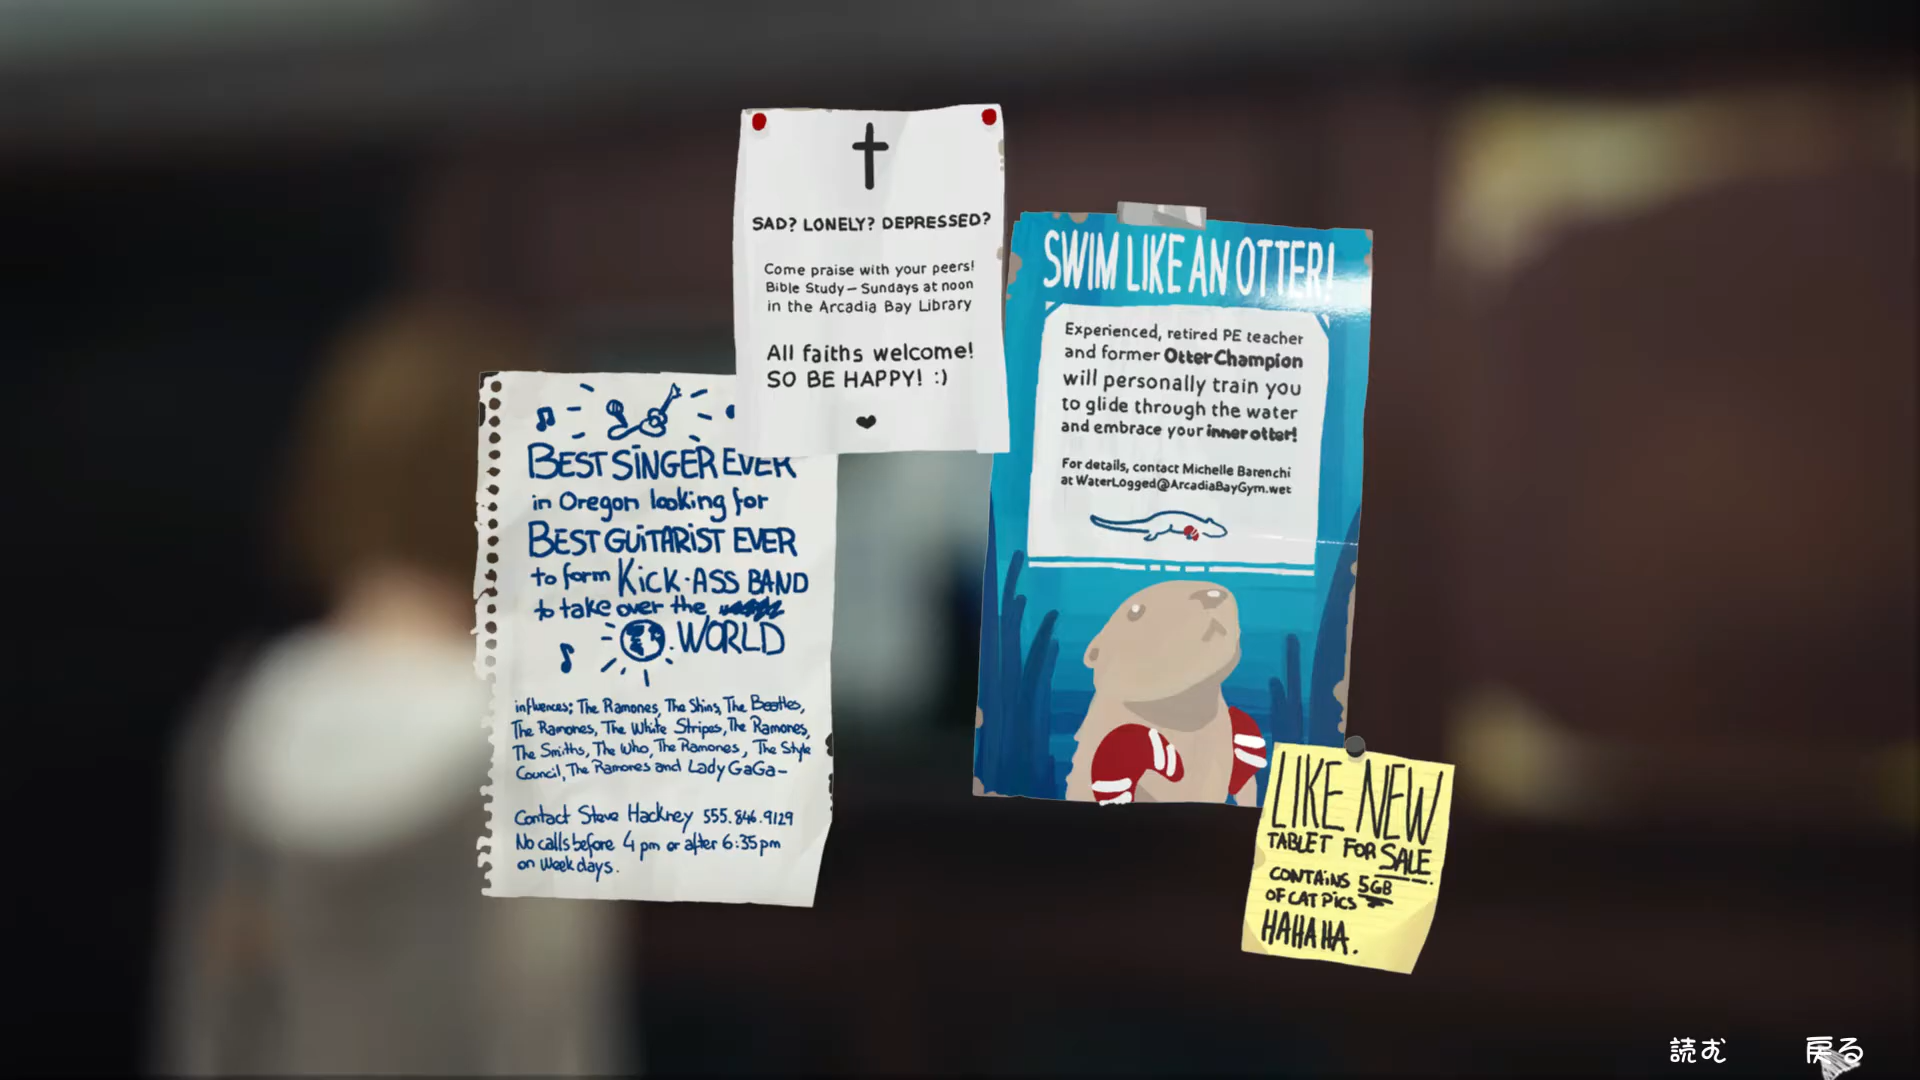 SAD? LONELY? DEPRESSED?
Come praise with your peers!
Bible Study – Sundays at noon
in the Arcadia Bay Library
All faiths welcome!
SO BE HAPPY! :)
SWIM LIKE AN OTTER!
Experienced, retired PE teacher
and former Otter Champion
will personally train you
to glide through the water
and embrace your inner otter!
For details, contact Michelle Barenchi
at WaterLogged@ArcadiaBayGym.wet
BEST SINGER EVER
in Oregon looking for
BEST GUITARIST EVER
to form KICK-ASS BAND
to take over the
WORLD
influences: The Ramones, The Shins, The Beatles,
The Ramones, The White Stripes, The Ramones,
The Smiths, The Who, The Ramones, The Style
Council, The Ramones and Lady GaGa-
Contact Steve Hackney 555.846.9129
No calls before 4 pm or after 6:35 pm
on weekdays.
LIKE NEW
TABLET FOR SALE.
CONTAINS 5GB
OF CAT PICS
HAHAHA.
読む 戻る